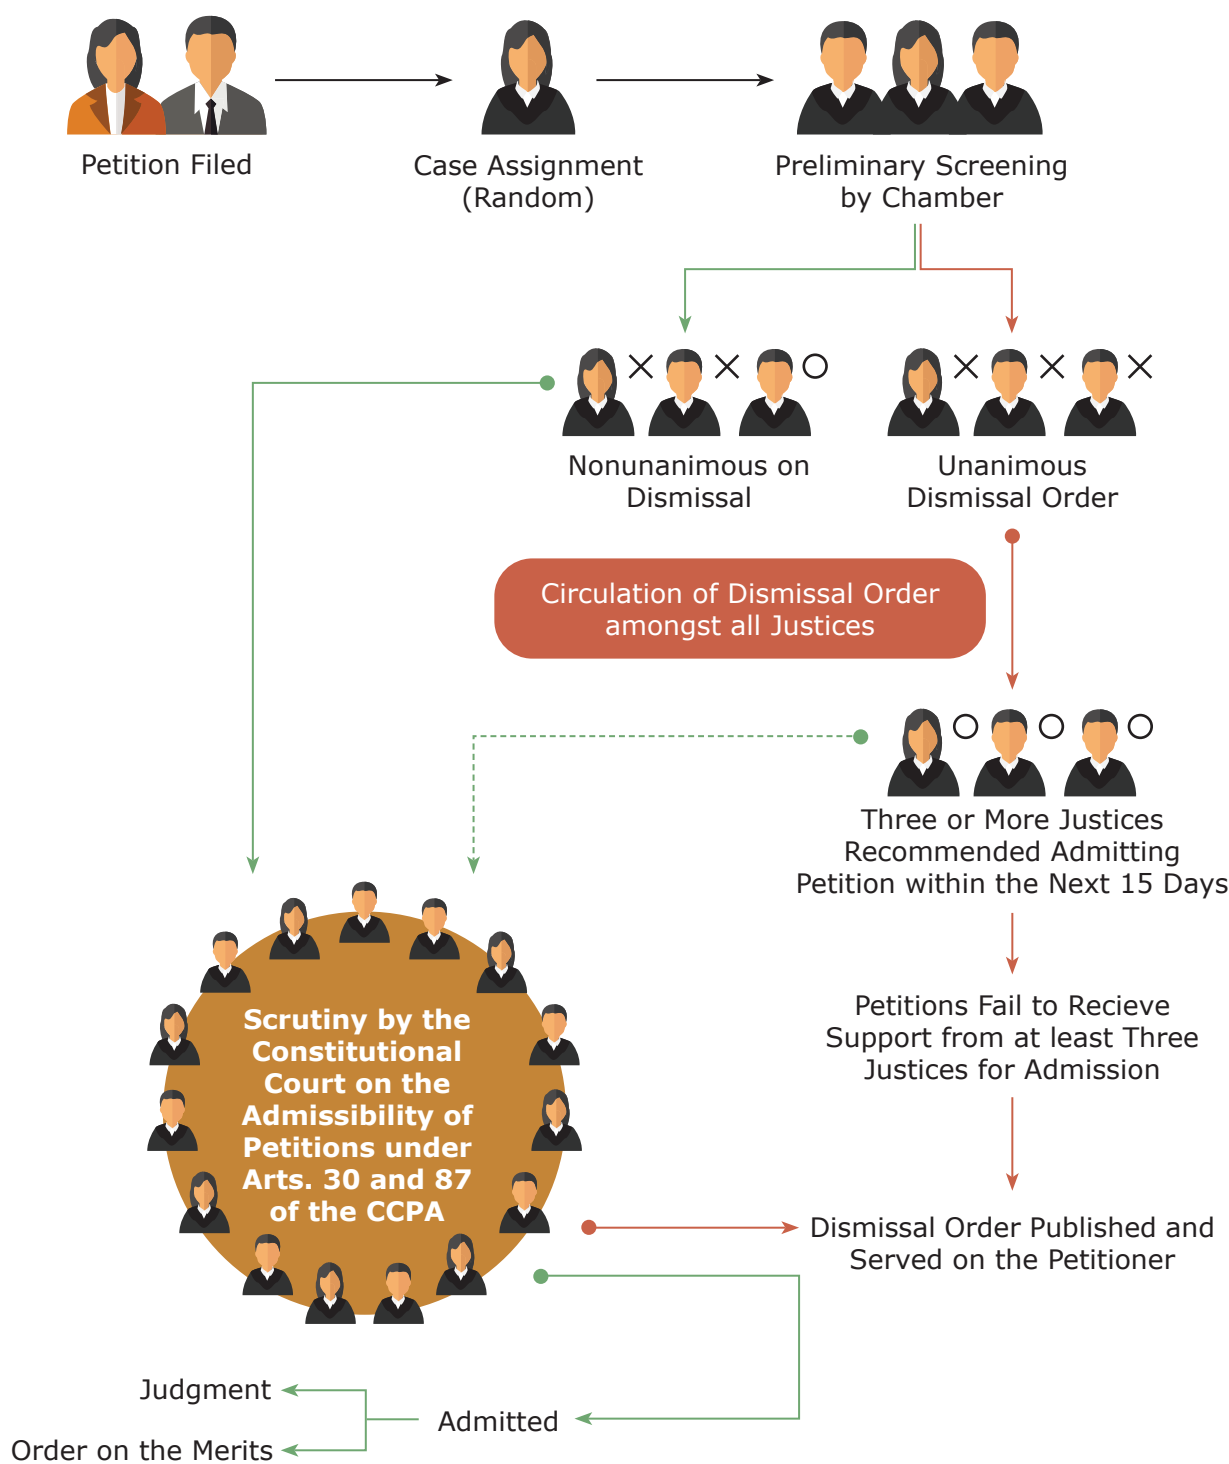 Petition Filed
Case Assignment
(Random)
Preliminary Screening
by Chamber
Nonunanimous on
Dismissal
Unanimous
Dismissal Order
Circulation of Dismissal Order
amongst all Justices
Three or More Justices
Recommended Admitting
Petition within the Next 15 Days
Scrutiny by the
Constitutional
Court on the
Admissibility of
Petitions under
Arts. 30 and 87
of the CCPA
Petitions Fail to Recieve
Support from at least Three
Justices for Admission
Dismissal Order Published and
Served on the Petitioner
Judgment
Admitted
Order on the Merits